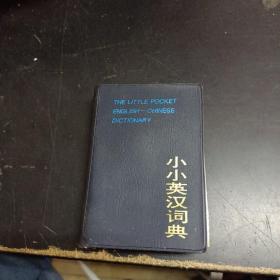 THE LITTLE POCKET
ENGLISH-CHINESE
DICTIONARY
小小英汉词典